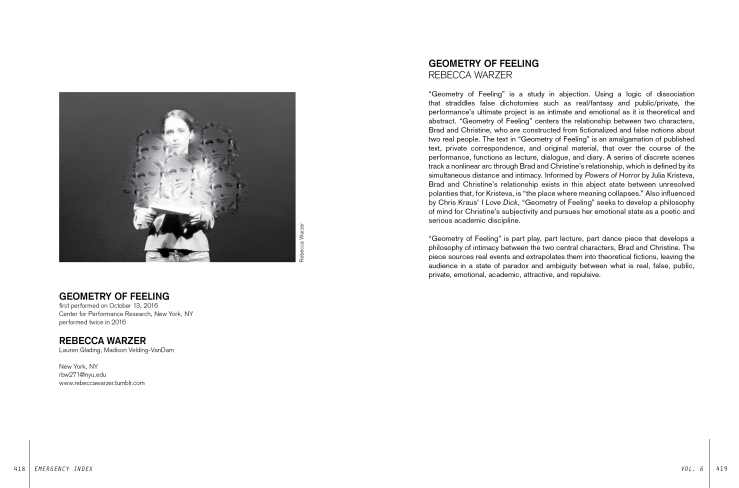 Rebecca Warzer
GEOMETRY OF FEELING
first performed on October 13, 2016
Center for Performance Research, New York, NY
performed twice in 2016
REBECCA WARZER
Lauren Glading, Madison Velding-VanDam
New York, NY
rbw271@nyu.edu
www.rebeccawarzer.tumblr.com
418
EMERGENCY INDEX
GEOMETRY OF FEELING
REBECCA WARZER
“Geometry of Feeling” is a study in abjection. Using a logic of dissociation
that straddles false dichotomies such as real/fantasy and public/private, the
performance's ultimate project is as intimate and emotional as it is theoretical and
abstract. “Geometry of Feeling” centers the relationship between two characters,
Brad and Christine, who are constructed from fictionalized and false notions about
two real people. The text in “Geometry of Feeling” is an amalgamation of published
text, private correspondence, and original material, that over the course of the
performance, functions as lecture, dialogue, and diary. A series of discrete scenes
track a nonlinear arc through Brad and Christine's relationship, which is defined by its
simultaneous distance and intimacy. Informed by Powers of Horror by Julia Kristeva,
Brad and Christine's relationship exists in this abject state between unresolved
polarities that, for Kristeva, is “the place where meaning collapses.” Also influenced
by Chris Kraus' I Love Dick, “Geometry of Feeling” seeks to develop a philosophy
of mind for Christine's subjectivity and pursues her emotional state as a poetic and
serious academic discipline.
“Geometry of Feeling” is part play, part lecture, part dance piece that develops a
philosophy of intimacy between the two central characters, Brad and Christine. The
piece sources real events and extrapolates them into theoretical fictions, leaving the
audience in a state of paradox and ambiguity between what is real, false, public,
private, emotional, academic, attractive, and repulsive.
VOL. 6
419